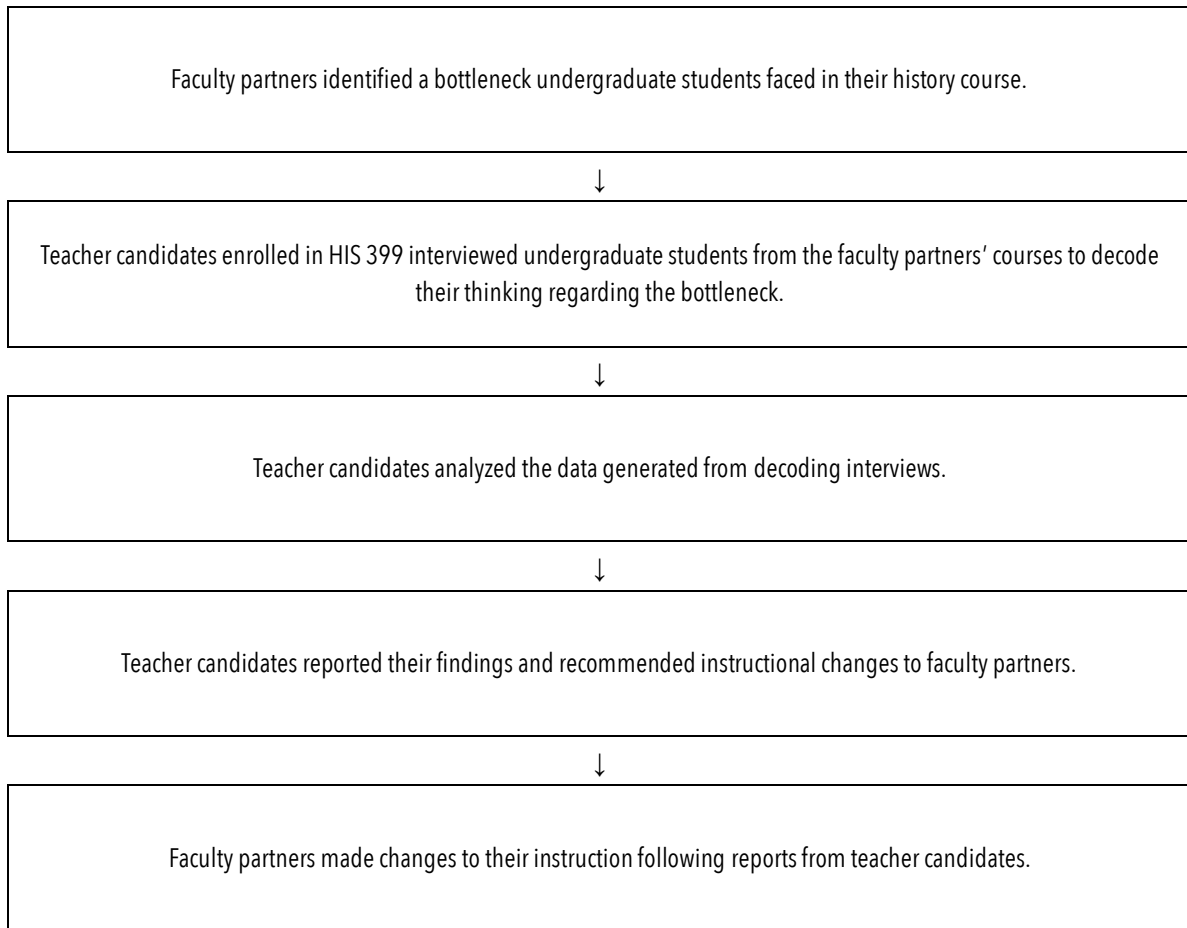 Faculty partners identified a bottleneck undergraduate students faced in their history course.
↓
Teacher candidates enrolled in HIS 399 interviewed undergraduate students from the faculty partners’ courses to decode
their thinking regarding the bottleneck.
↓
Teacher candidates analyzed the data generated from decoding interviews.
↓
Teacher candidates reported their findings and recommended instructional changes to faculty partners.
↓
Faculty partners made changes to their instruction following reports from teacher candidates.